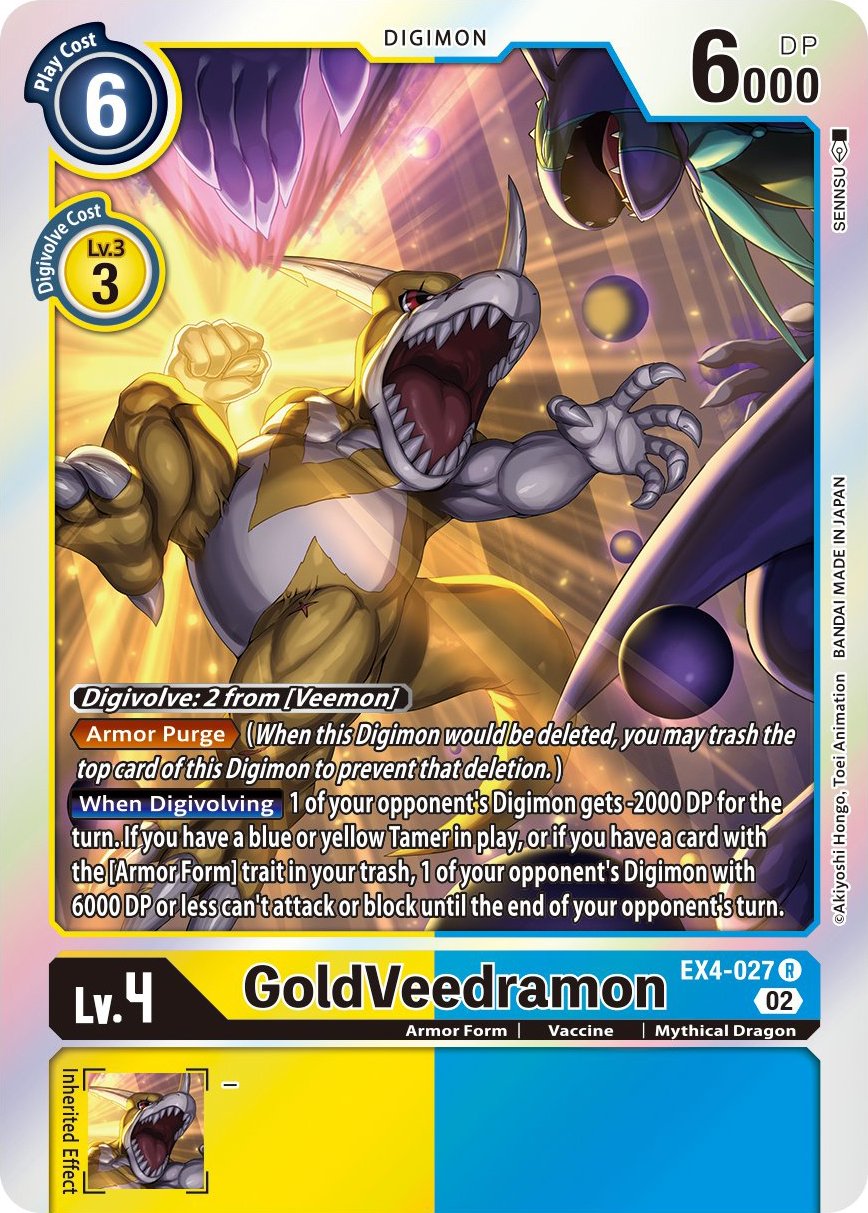 Play Cost
6
DIGIMON
DP
6000
Digivolve Cost
Lv.3
3
SENNSU
BANDAI MADE IN JAPAN
©Akiyoshi Hongo, Toei Animation
Digivolve: 2 from [Veemon]
Armor Purge (When this Digimon would be deleted, you may trash the
top card of this Digimon to prevent that deletion.)
When Digivolving 1 of your opponent's Digimon gets -2000 DP for the
turn. If you have a blue or yellow Tamer in play, or if you have a card with
the [Armor Form] trait in your trash, 1 of your opponent's Digimon with
6000 DP or less can't attack or block until the end of your opponent's turn.
Lv.4
GoldVeedramon
EX4-027 R
02
Armor Form | Vaccine | Mythical Dragon
Inherited Effect
–